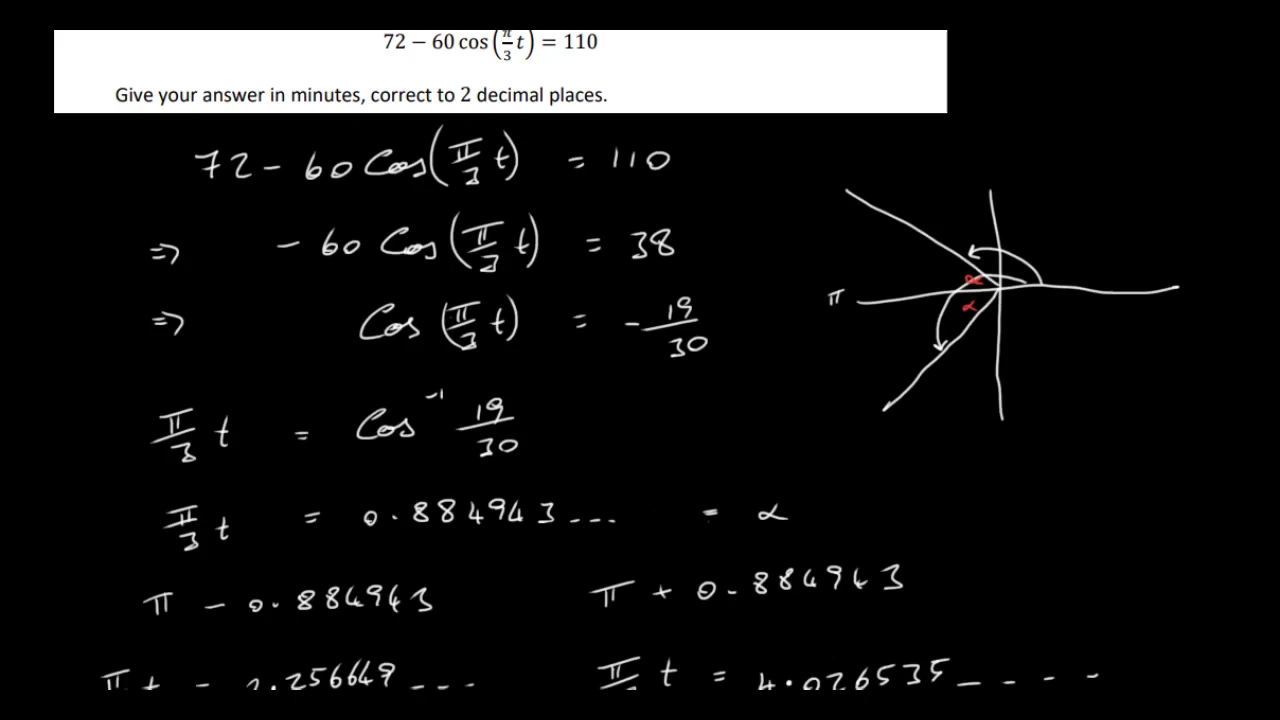 72 − 60 cos(π/3 t) = 110
Give your answer in minutes, correct to 2 decimal places.
72 - 60 Cos(π/3 t) = 110
=> - 60 Cos(π/3 t) = 38
=> Cos(π/3 t) = - 19/30
π/3 t = Cos⁻¹ 19/30
π/3 t = 0.884943... = α
π - 0.884943
π + 0.884943
π t = 2.256649 ...
π/3 t = 4.026535 ....
α
α
π